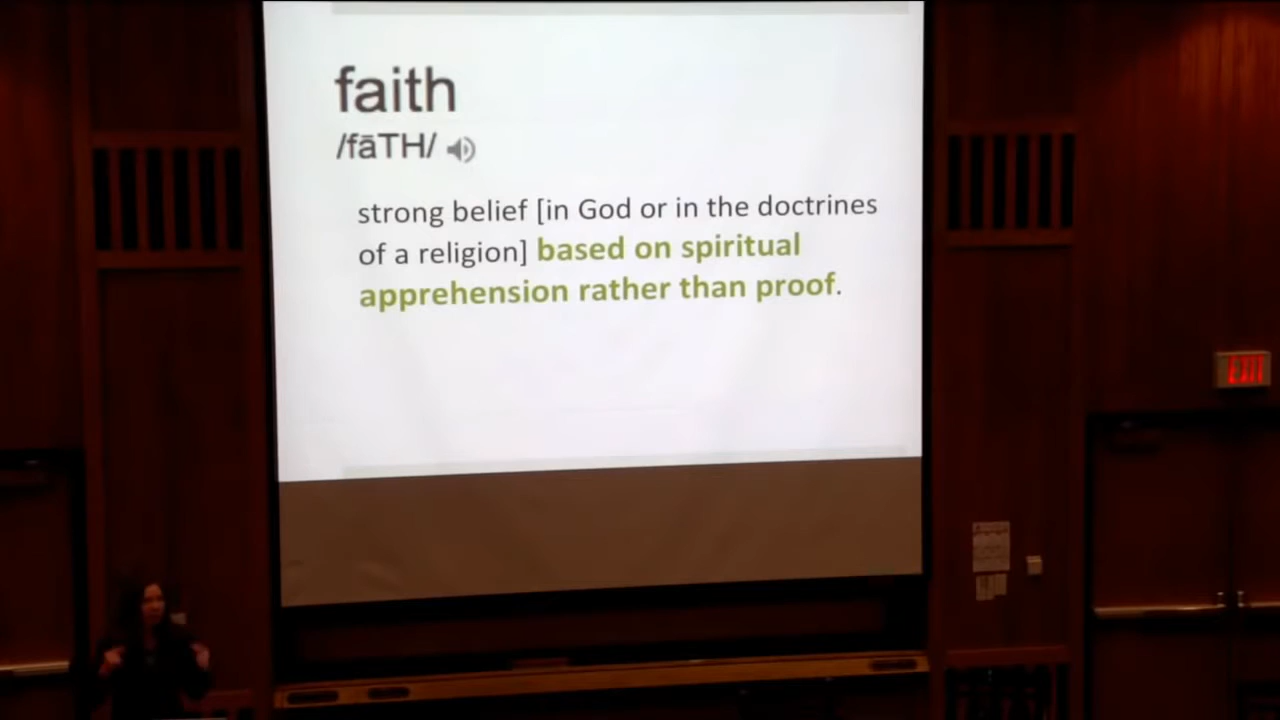 faith
/fāTH/
strong belief [in God or in the doctrines
of a religion] based on spiritual
apprehension rather than proof.
EXIT